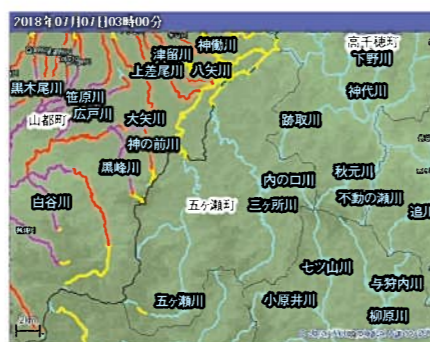 2018年07月07日03時00分
神働川
高千穂町
津留川
下野川
上差尾川
八矢川
黒木尾川
笹原川
神代川
山都町
広戸川
大矢川
跡取川
神の前川
黒峰川
秋元川
内の口川
白谷川
五ヶ瀬町
三ヶ所川
不動の瀬川
追川
七ツ山川
与狩内川
五ヶ瀬川
小原井川
柳原川